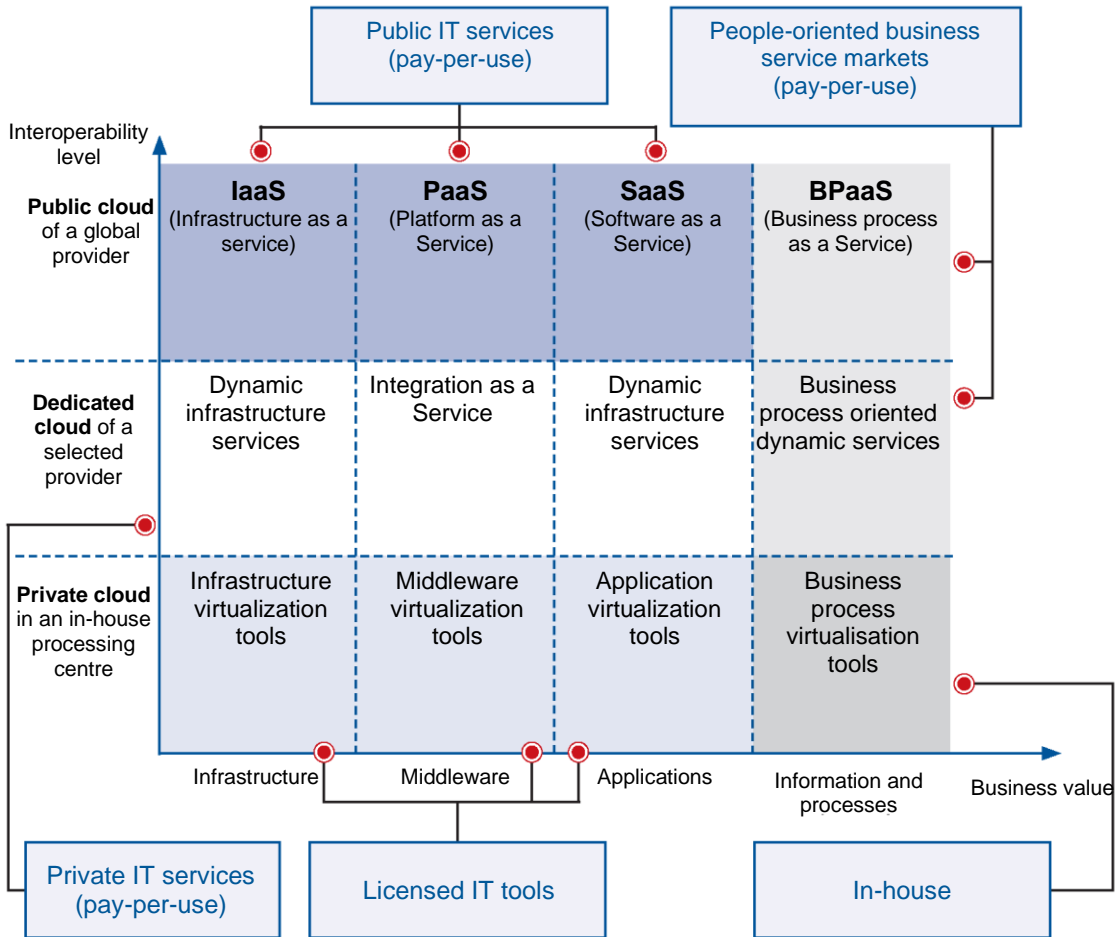 Public IT services
(pay-per-use)
People-oriented business
service markets
(pay-per-use)
Interoperability
level
Public cloud
of a global
provider
IaaS
(Infrastructure as a
service)
PaaS
(Platform as a
Service)
SaaS
(Software as a
Service)
BPaaS
(Business process
as a Service)
Dedicated
cloud of a
selected
provider
Dynamic
infrastructure
services
Integration as a
Service
Dynamic
infrastructure
services
Business
process oriented
dynamic services
Private cloud
in an in-house
processing
centre
Infrastructure
virtualization
tools
Middleware
virtualization
tools
Application
virtualization
tools
Business
process
virtualisation
tools
Infrastructure
Middleware
Applications
Information and
processes
Business value
Private IT services
(pay-per-use)
Licensed IT tools
In-house